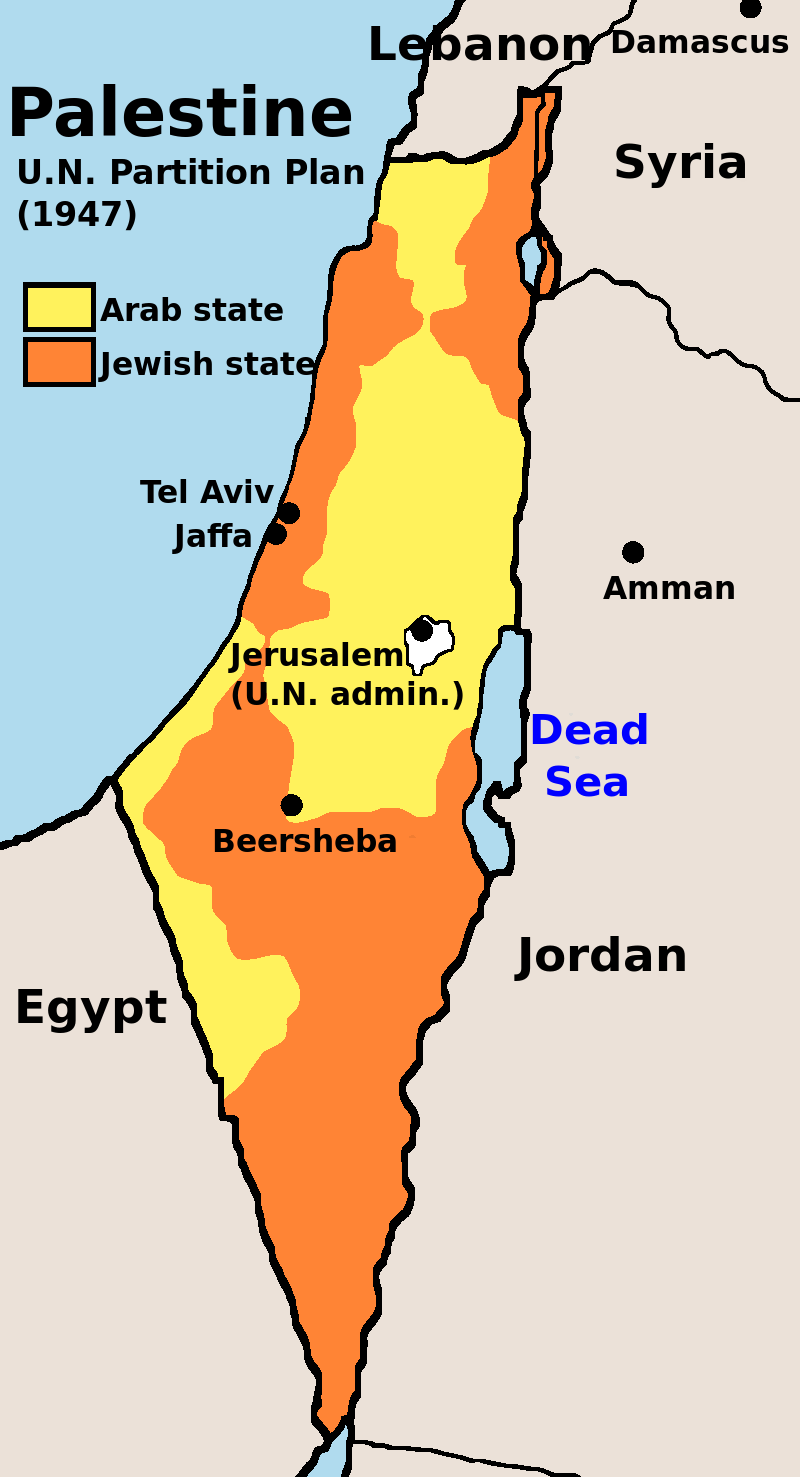 Lebanon
Damascus
Palestine
U.N. Partition Plan
(1947)
Syria
Arab state
Jewish state
Tel Aviv
Jaffa
Amman
Jerusalem
(U.N. admin.)
Dead
Sea
Beersheba
Jordan
Egypt